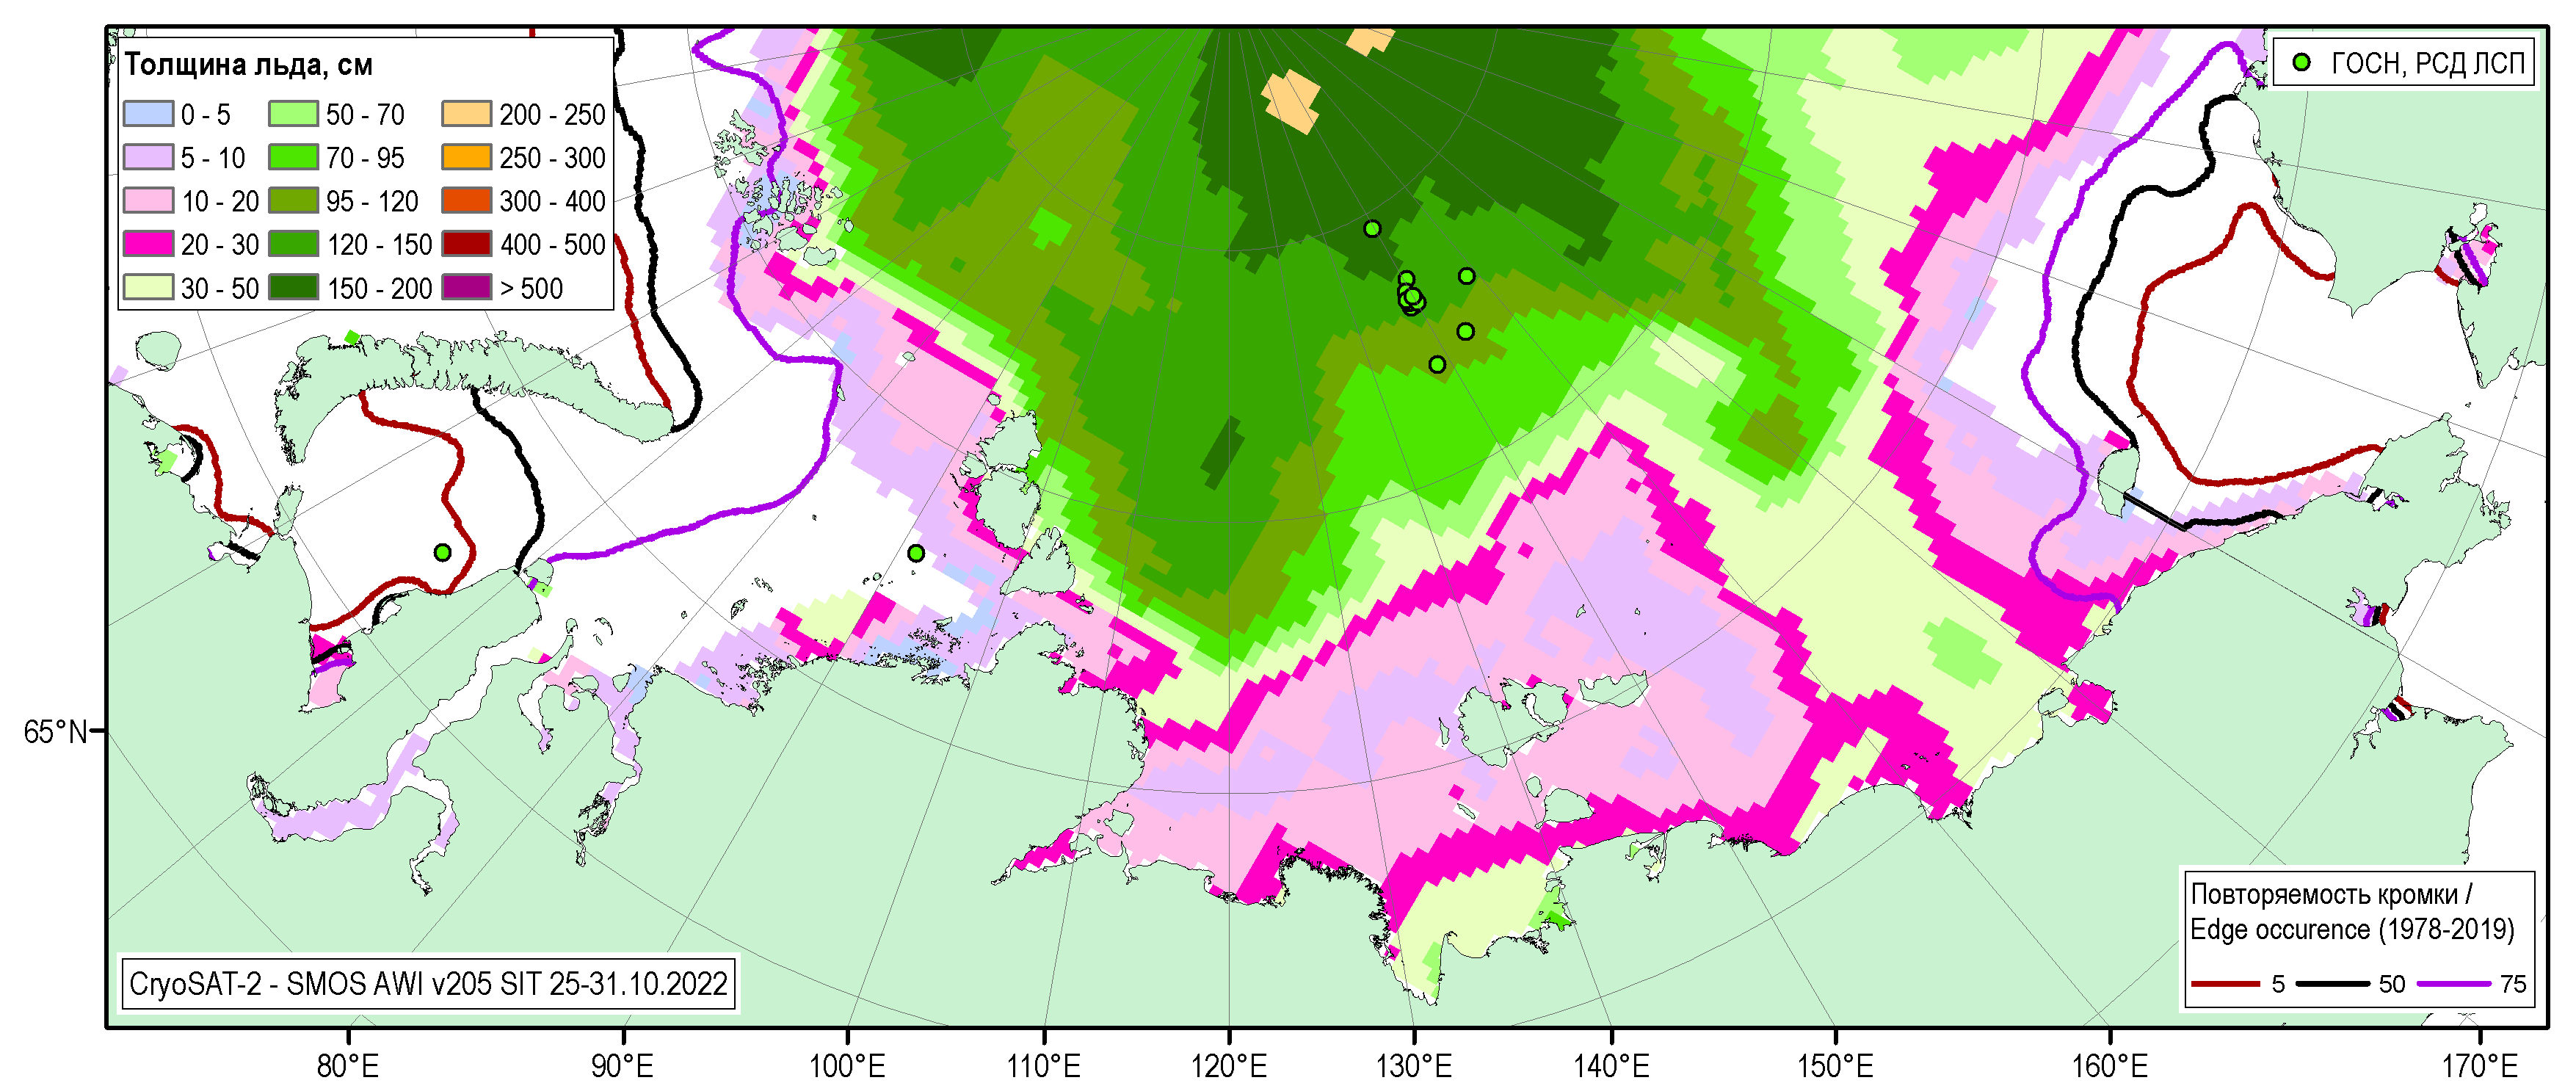 Толщина льда, см
0 - 5
50 - 70
200 - 250
5 - 10
70 - 95
250 - 300
10 - 20
95 - 120
300 - 400
20 - 30
120 - 150
400 - 500
30 - 50
150 - 200
> 500
ГОСН, РСД ЛСП
65°N
Повторяемость кромки /
Edge occurence (1978-2019)
5
50
75
CryoSAT-2 - SMOS AWI v205 SIT 25-31.10.2022
80°E
90°E
100°E
110°E
120°E
130°E
140°E
150°E
160°E
170°E